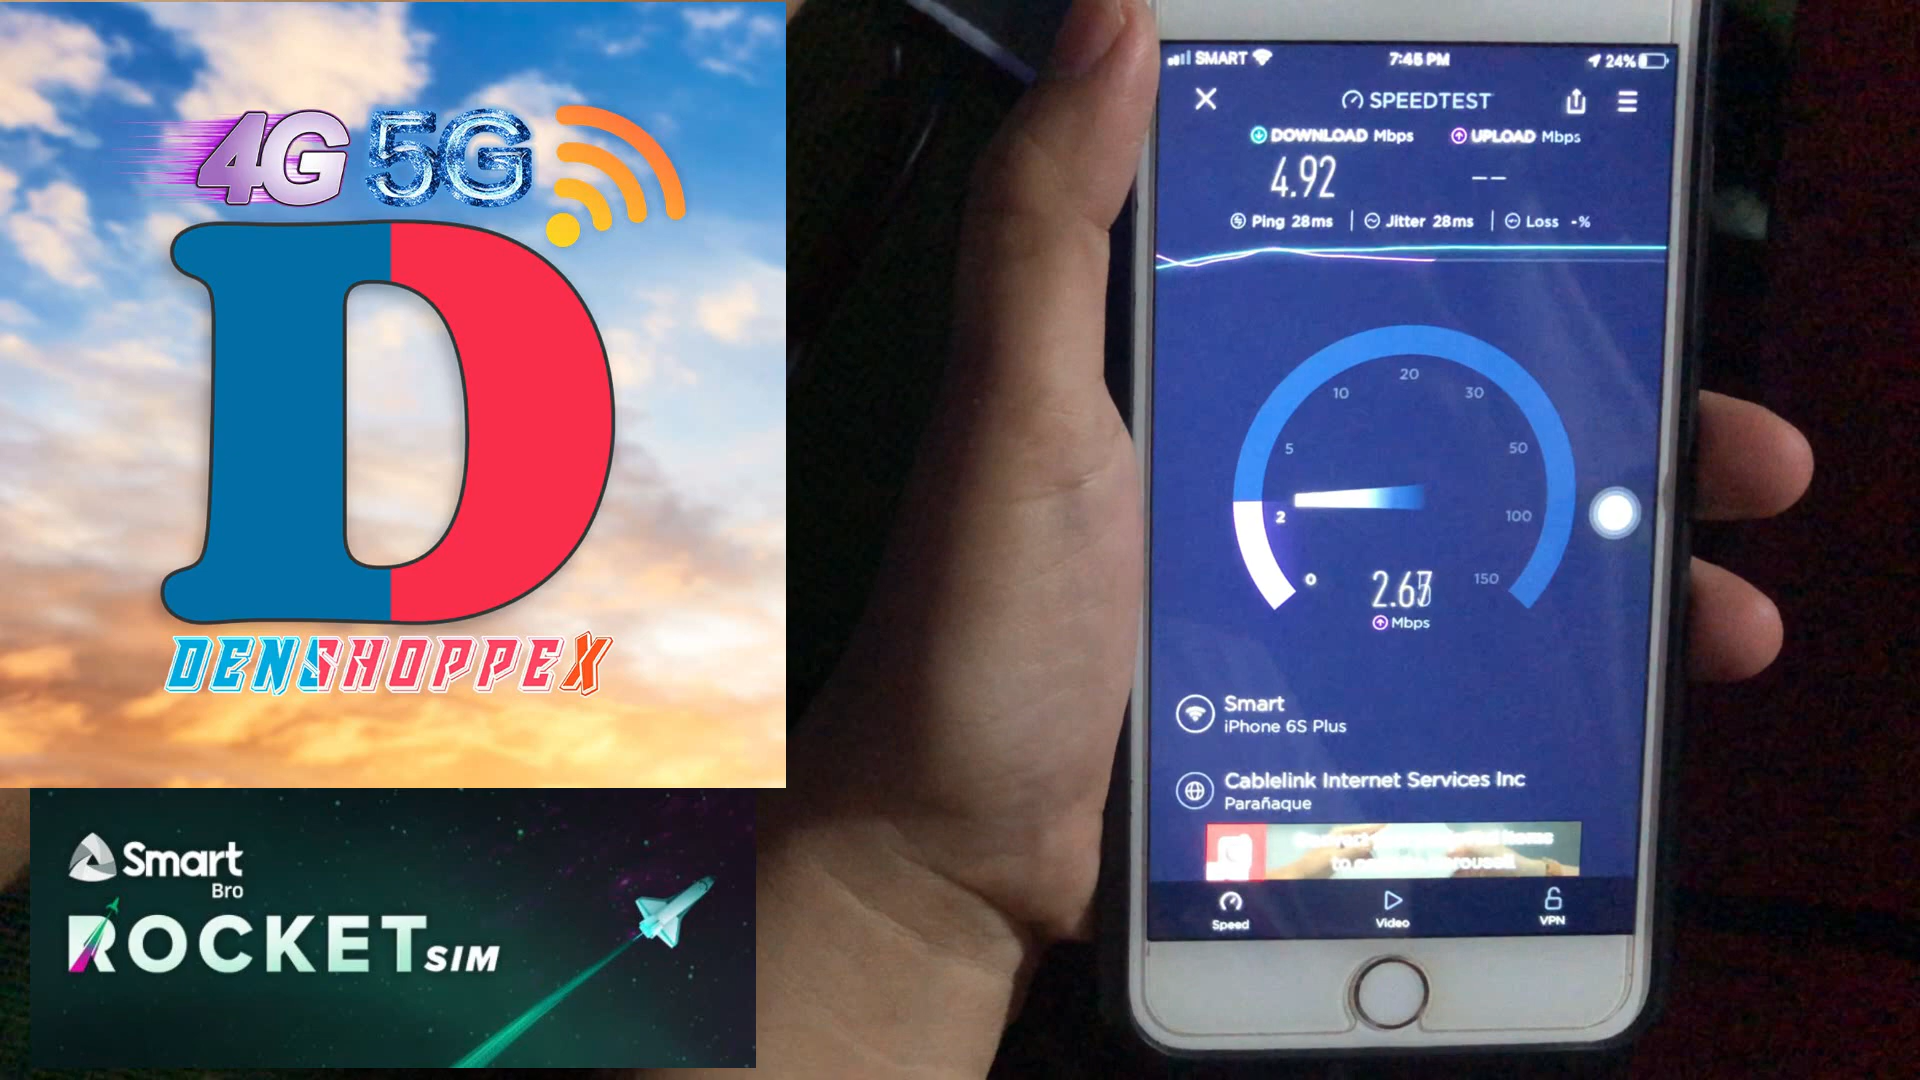 4G 5G
D
DENSHOPPEX
Smart
Bro
ROCKET SIM
SMART
7:45 PM
24%
SPEEDTEST
DOWNLOAD Mbps
UPLOAD Mbps
4.92
--
Ping 28ms
Jitter 28ms
Loss -%
0
2
5
10
20
30
50
100
150
Mbps
Smart
iPhone 6S Plus
Cablelink Internet Services Inc
Parañaque
Speed
Video
VPN